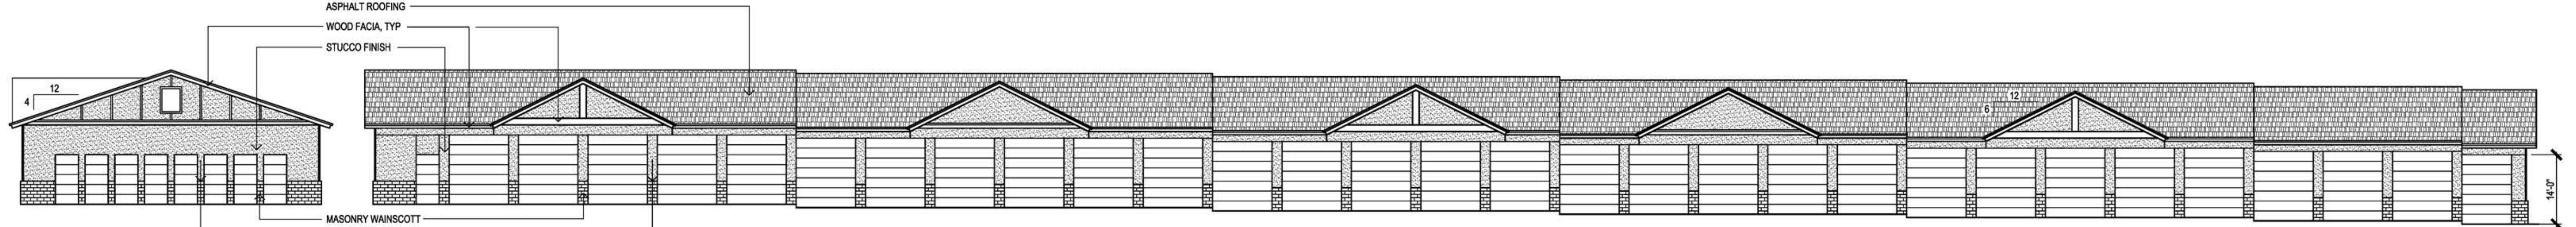 ASPHALT ROOFING
WOOD FACIA, TYP
STUCCO FINISH
12
4
12
6
14'-0"
MASONRY WAINSCOTT